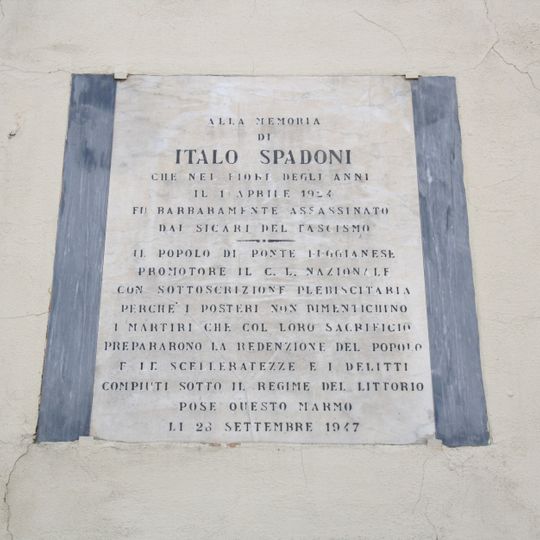 ALLA MEMORIA
DI
ITALO SPADONI
CHE NEL FIORE DEGLI ANNI
IL 1 APRILE 1924
FU BARBARAMENTE ASSASSINATO
DAI SICARI DEL FASCISMO
IL POPOLO DI PONTE FEGGIANESE
PROMOTORE IL C. L. NAZIONALE
CON SOTTOSCRIZIONE PLEBISCITARIA
PERCHE' I POSTERI NON DIMENTICHINO
I MARTIRI CHE COL LORO SACRIFICIO
PREPARARONO LA REDENZIONE DEL POPOLO
E LE SCELLERATEZZE E I DELITTI
COMPIUTI SOTTO IL REGIME DEL LITTORIO
POSE QUESTO MARMO
LI 28 SETTEMBRE 1947